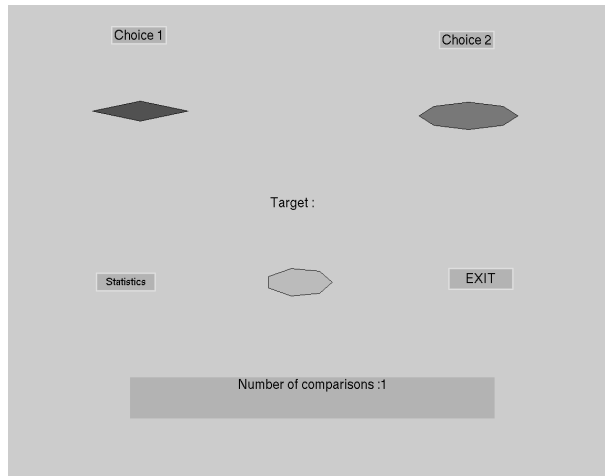 Choice 1
Choice 2
Target :
Statistics
EXIT
Number of comparisons :1